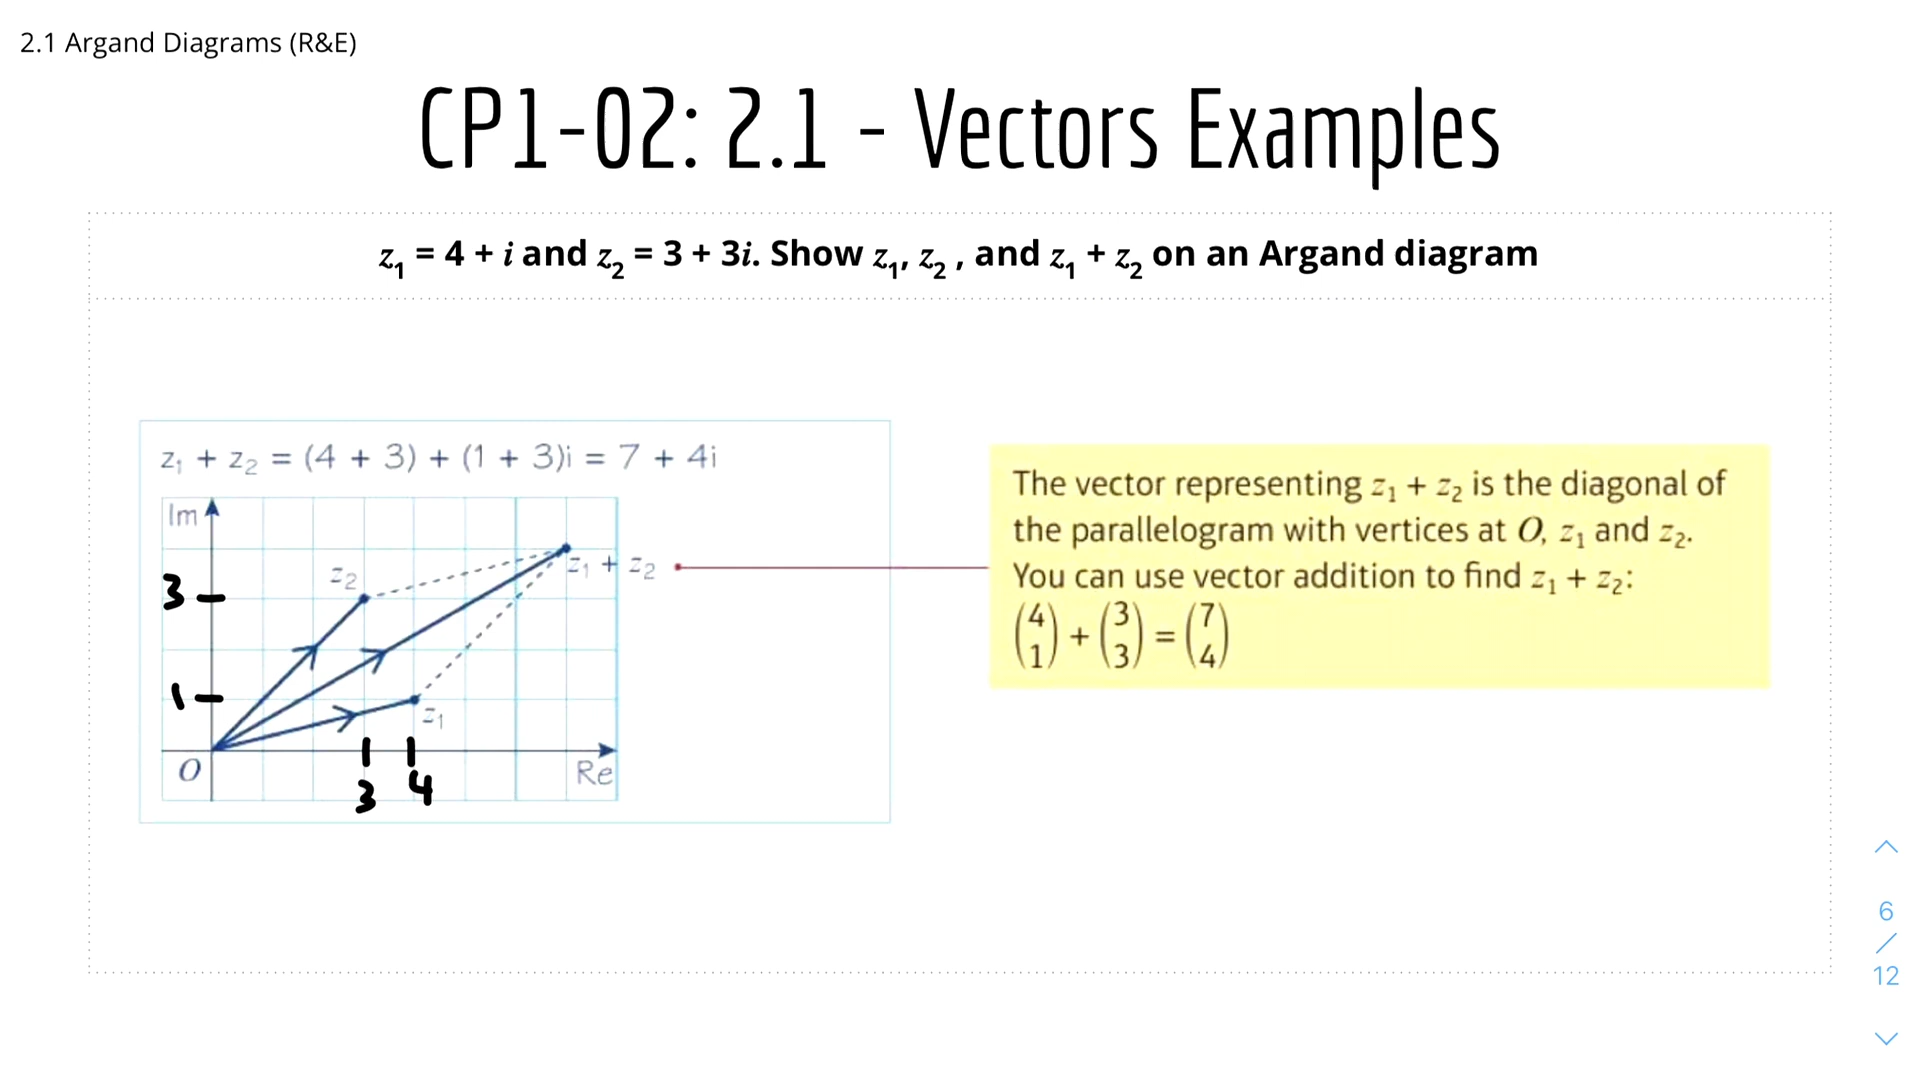 2.1 Argand Diagrams (R&E)
CP1-02: 2.1 - Vectors Examples
z₁ = 4 + i and z₂ = 3 + 3i. Show z₁, z₂ , and z₁ + z₂ on an Argand diagram
z₁ + z₂ = (4 + 3) + (1 + 3)i = 7 + 4i
Im
z₂
z₁ + z₂
3
1
z₁
O
Re
3 4
The vector representing z₁ + z₂ is the diagonal of
the parallelogram with vertices at O, z₁ and z₂.
You can use vector addition to find z₁ + z₂:
(4 1) + (3 3) = (7 4)
6
/
12